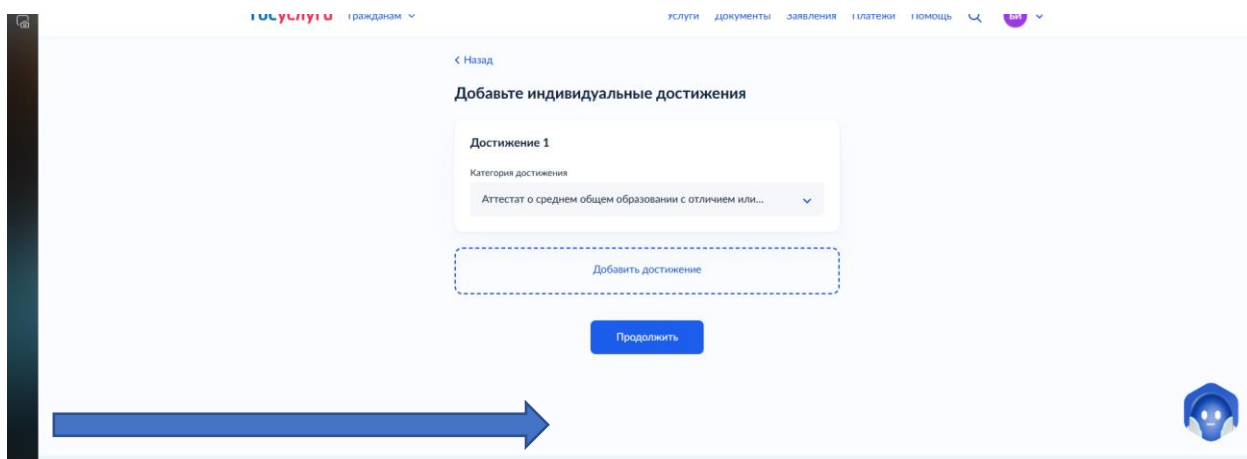 госуслуги Гражданам
Услуги Документы Заявления Платежи Помощь БИ
Назад
Добавьте индивидуальные достижения
Достижение 1
Категория достижения
Аттестат о среднем общем образовании с отличием или...
Добавить достижение
Продолжить